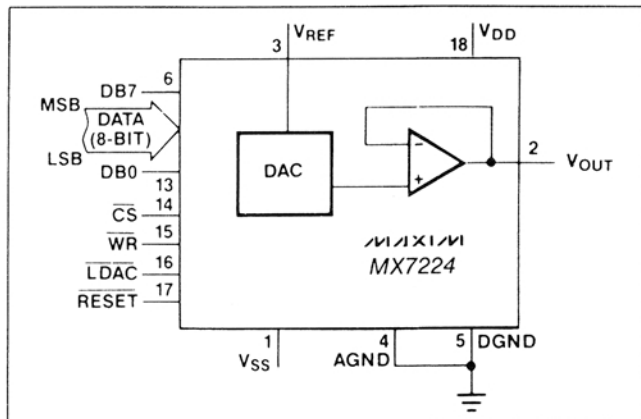 3 VREF
18 VDD
6
DB7
MSB
DATA
(8-BIT)
LSB
DB0
13
DAC
−
+
2
VOUT
14
CS
15
WR
16
LDAC
17
RESET
MAXIM
MX7224
1
VSS
4
AGND
5
DGND